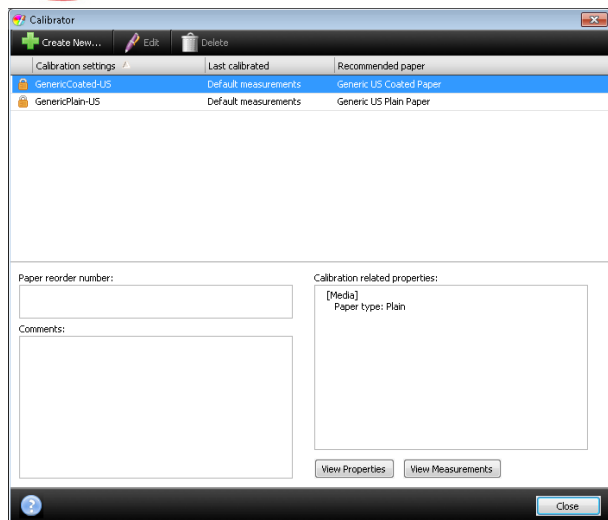 Calibrator
Create New... Edit Delete
Calibration settings Last calibrated Recommended paper
GenericCoated-US Default measurements Generic US Coated Paper
GenericPlain-US Default measurements Generic US Plain Paper
Paper reorder number: Calibration related properties:
[Media]
Paper type: Plain
Comments:
View Properties View Measurements
? Close